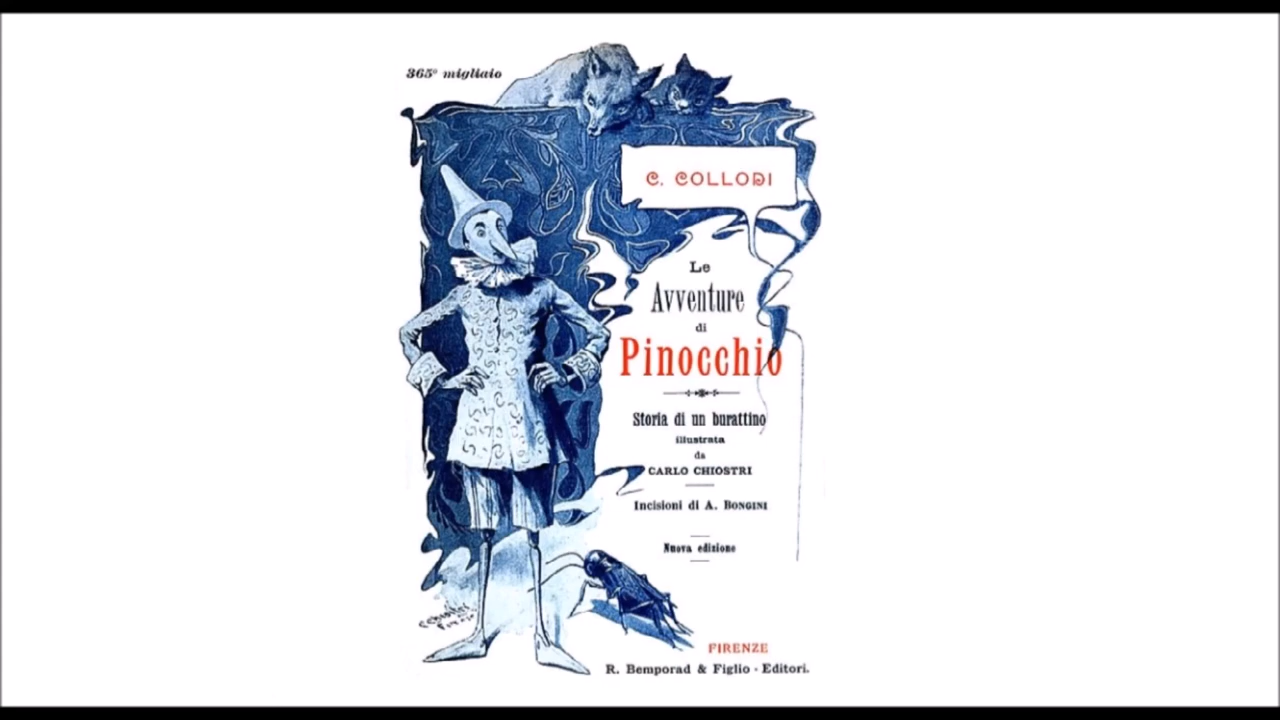 365º migliaio
C. COLLODI
Le
Avventure
di
Pinocchio
Storia di un burattino
illustrata
da
CARLO CHIOSTRI
Incisioni di A. BONGINI
Nuova edizione
FIRENZE
R. Bemporad & Figlio - Editori.